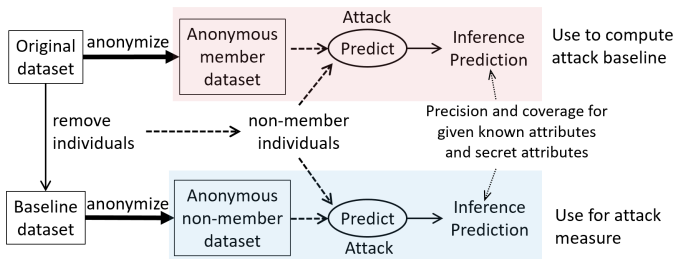 Attack
Original
dataset
anonymize
Anonymous
member
dataset
Predict
Inference
Prediction
Use to compute
attack baseline
remove
individuals
non-member
individuals
Precision and coverage for
given known attributes
and secret attributes
Baseline
dataset
anonymize
Anonymous
non-member
dataset
Predict
Attack
Inference
Prediction
Use for attack
measure